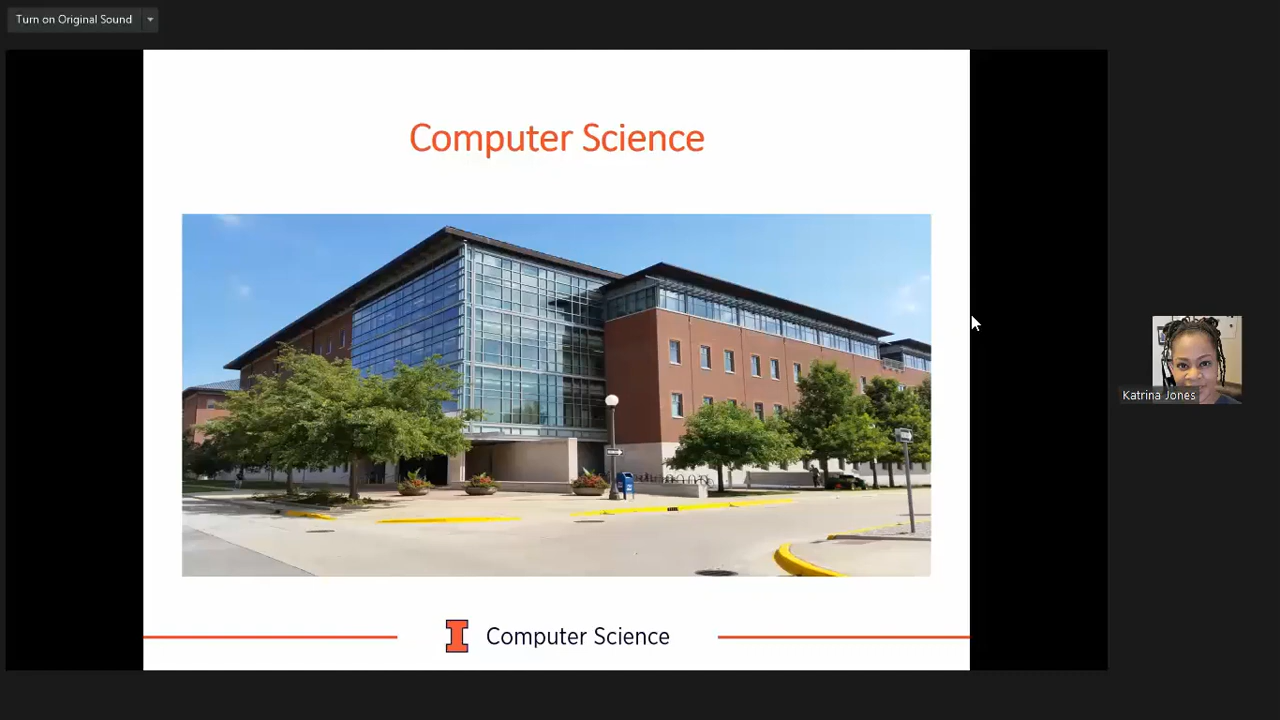 Turn on Original Sound
Computer Science
Katrina Jones
I Computer Science